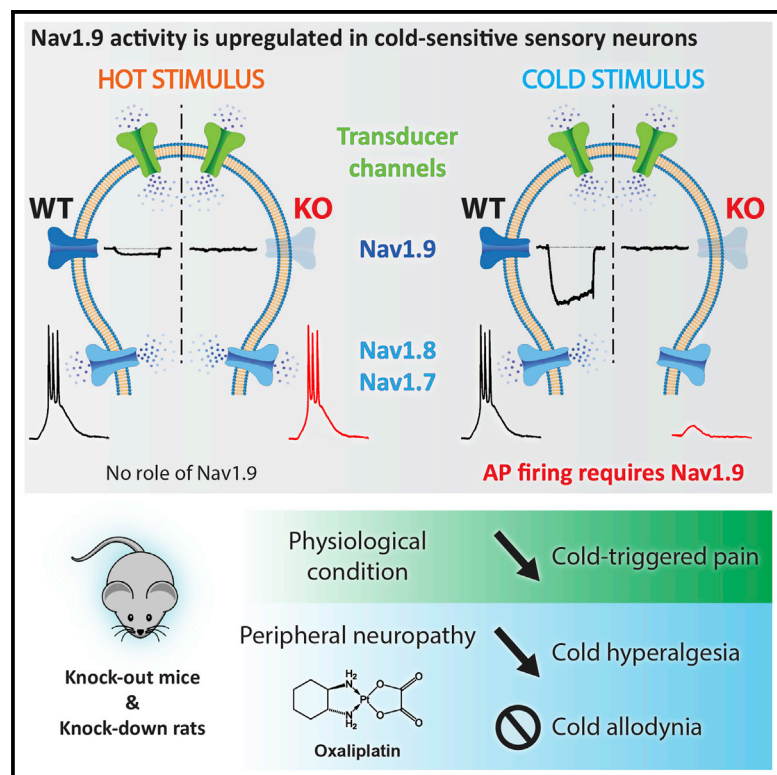 Nav1.9 activity is upregulated in cold-sensitive sensory neurons
HOT STIMULUS
COLD STIMULUS
Transducer
channels
WT
KO
WT
KO
Nav1.9
Nav1.8
Nav1.7
No role of Nav1.9
AP firing requires Nav1.9
Physiological
condition
Cold-triggered pain
Peripheral neuropathy
Cold hyperalgesia
Cold allodynia
H2
N
O
O
Pt
N
H2
O
O
Oxaliplatin
Knock-out mice
&
Knock-down rats